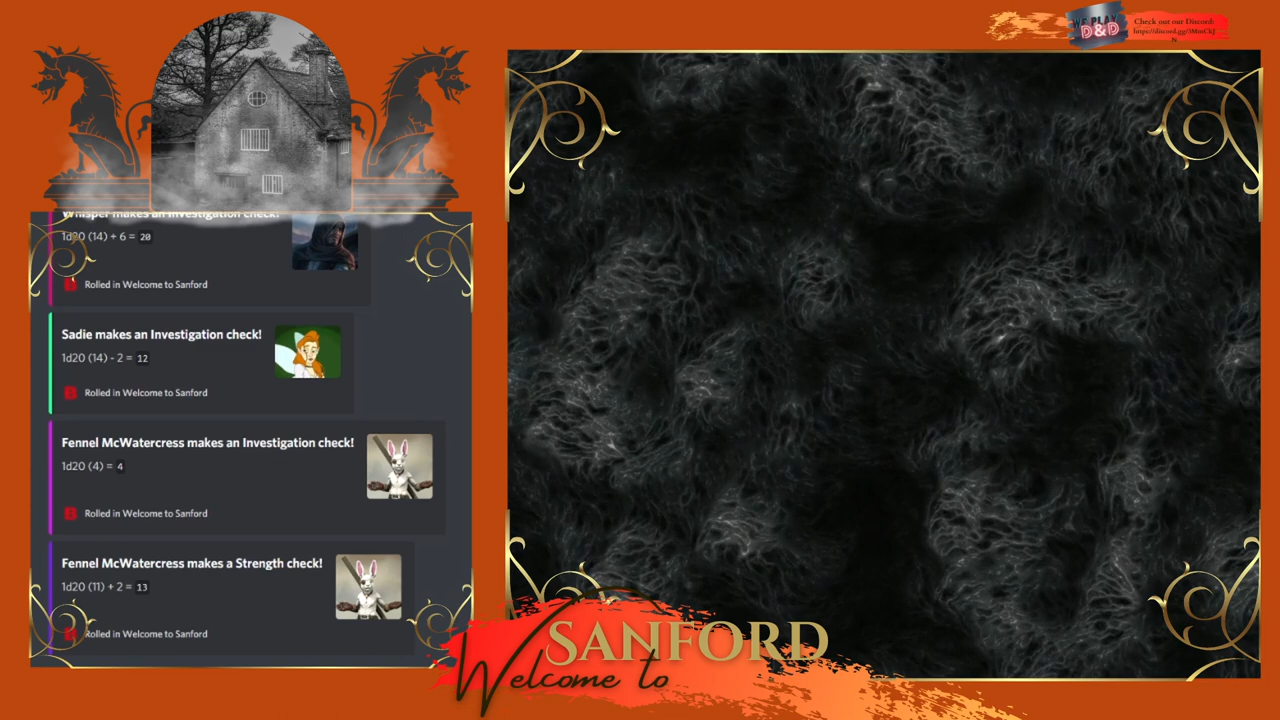 WE PLAY
D&D
Check out our Discord:
Whisper makes an Investigation check!
1d20 (14) + 6 = 20
Rolled in Welcome to Sanford
Sadie makes an Investigation check!
1d20 (14) - 2 = 12
Rolled in Welcome to Sanford
Fennel McWatercress makes an Investigation check!
1d20 (4) = 4
Rolled in Welcome to Sanford
Fennel McWatercress makes a Strength check!
1d20 (11) + 2 = 13
Rolled in Welcome to Sanford
SANFORD
Welcome to